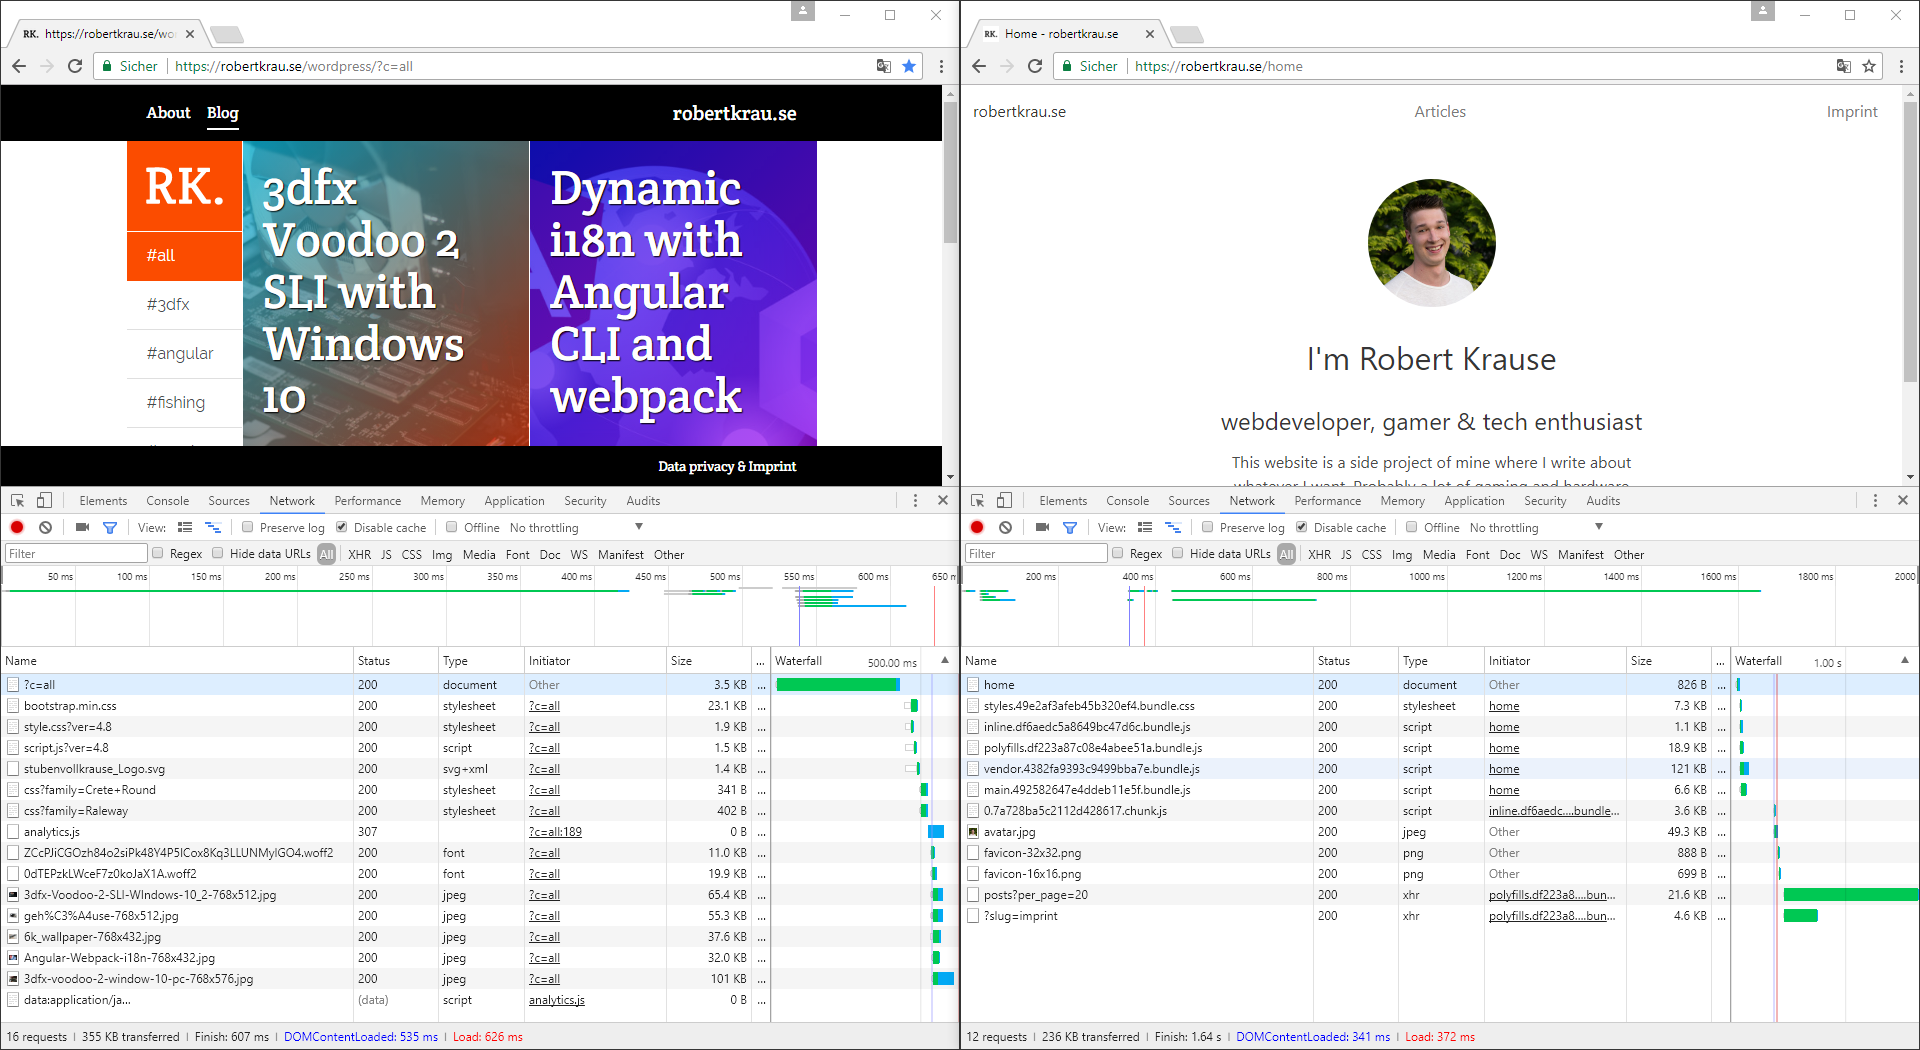 RK. https://robertkrau.se/wo
Sicher https://robertkrau.se/wordpress/?c=all
About Blog robertkrau.se
RK.
#all
#3dfx
#angular
#fishing
3dfx
Voodoo 2
SLI with
Windows
10
Dynamic
i18n with
Angular
CLI and
webpack
Data privacy & Imprint
Elements Console Sources Network Performance Memory Application Security Audits
View: Preserve log Disable cache Offline No throttling
Filter Regex Hide data URLs All XHR JS CSS Img Media Font Doc WS Manifest Other
50 ms 100 ms 150 ms 200 ms 250 ms 300 ms 350 ms 400 ms 450 ms 500 ms 550 ms 600 ms 650 m
Name Status Type Initiator Size ... Waterfall 500.00 ms
?c=all 200 document Other 3.5 KB ...
bootstrap.min.css 200 stylesheet ?c=all 23.1 KB ...
style.css?ver=4.8 200 stylesheet ?c=all 1.9 KB ...
script.js?ver=4.8 200 script ?c=all 1.5 KB ...
stubenvollkrause_Logo.svg 200 svg+xml ?c=all 1.4 KB ...
css?family=Crete+Round 200 stylesheet ?c=all 341 B ...
css?family=Raleway 200 stylesheet ?c=all 402 B ...
analytics.js 307 ?c=all:189 0 B ...
ZCcPJiCGOzh84o2siPk48Y4P5ICox8Kq3LLUNMylGO4.woff2 200 font ?c=all 11.0 KB ...
0dTEPzkLWceF7z0koJaX1A.woff2 200 font ?c=all 19.9 KB ...
3dfx-Voodoo-2-SLI-WIndows-10_2-768x512.jpg 200 jpeg ?c=all 65.4 KB ...
geh%C3%A4use-768x512.jpg 200 jpeg ?c=all 55.3 KB ...
6k_wallpaper-768x432.jpg 200 jpeg ?c=all 37.6 KB ...
Angular-Webpack-i18n-768x432.jpg 200 jpeg ?c=all 32.0 KB ...
3dfx-voodoo-2-window-10-pc-768x576.jpg 200 jpeg ?c=all 101 KB ...
data:application/ja... (data) script analytics.js 0 B ...
16 requests | 355 KB transferred | Finish: 607 ms | DOMContentLoaded: 535 ms | Load: 626 ms
RK. Home - robertkrau.se
Sicher https://robertkrau.se/home
robertkrau.se Articles Imprint
I'm Robert Krause
webdeveloper, gamer & tech enthusiast
This website is a side project of mine where I write about
whatever I want. Probably a lot of gaming and hardware
Elements Console Sources Network Performance Memory Application Security Audits
View: Preserve log Disable cache Offline No throttling
Filter Regex Hide data URLs All XHR JS CSS Img Media Font Doc WS Manifest Other
200 ms 400 ms 600 ms 800 ms 1000 ms 1200 ms 1400 ms 1600 ms 1800 ms 2000
Name Status Type Initiator Size ... Waterfall 1.00 s
home 200 document Other 826 B ...
styles.49e2af3afeb45b320ef4.bundle.css 200 stylesheet home 7.3 KB ...
inline.df6aedc5a8649bc47d6c.bundle.js 200 script home 1.1 KB ...
polyfills.df223a87c08e4abee51a.bundle.js 200 script home 18.9 KB ...
vendor.4382fa9393c9499bba7e.bundle.js 200 script home 121 KB ...
main.492582647e4ddeb11e5f.bundle.js 200 script home 6.6 KB ...
0.7a728ba5c2112d428617.chunk.js 200 script inline.df6aedc....bundle... 3.6 KB ...
avatar.jpg 200 jpeg Other 49.3 KB ...
favicon-32x32.png 200 png Other 888 B ...
favicon-16x16.png 200 png Other 699 B ...
posts?per_page=20 200 xhr polyfills.df223a8....bun... 21.6 KB ...
?slug=imprint 200 xhr polyfills.df223a8....bun... 4.6 KB ...
12 requests | 236 KB transferred | Finish: 1.64 s | DOMContentLoaded: 341 ms | Load: 372 ms